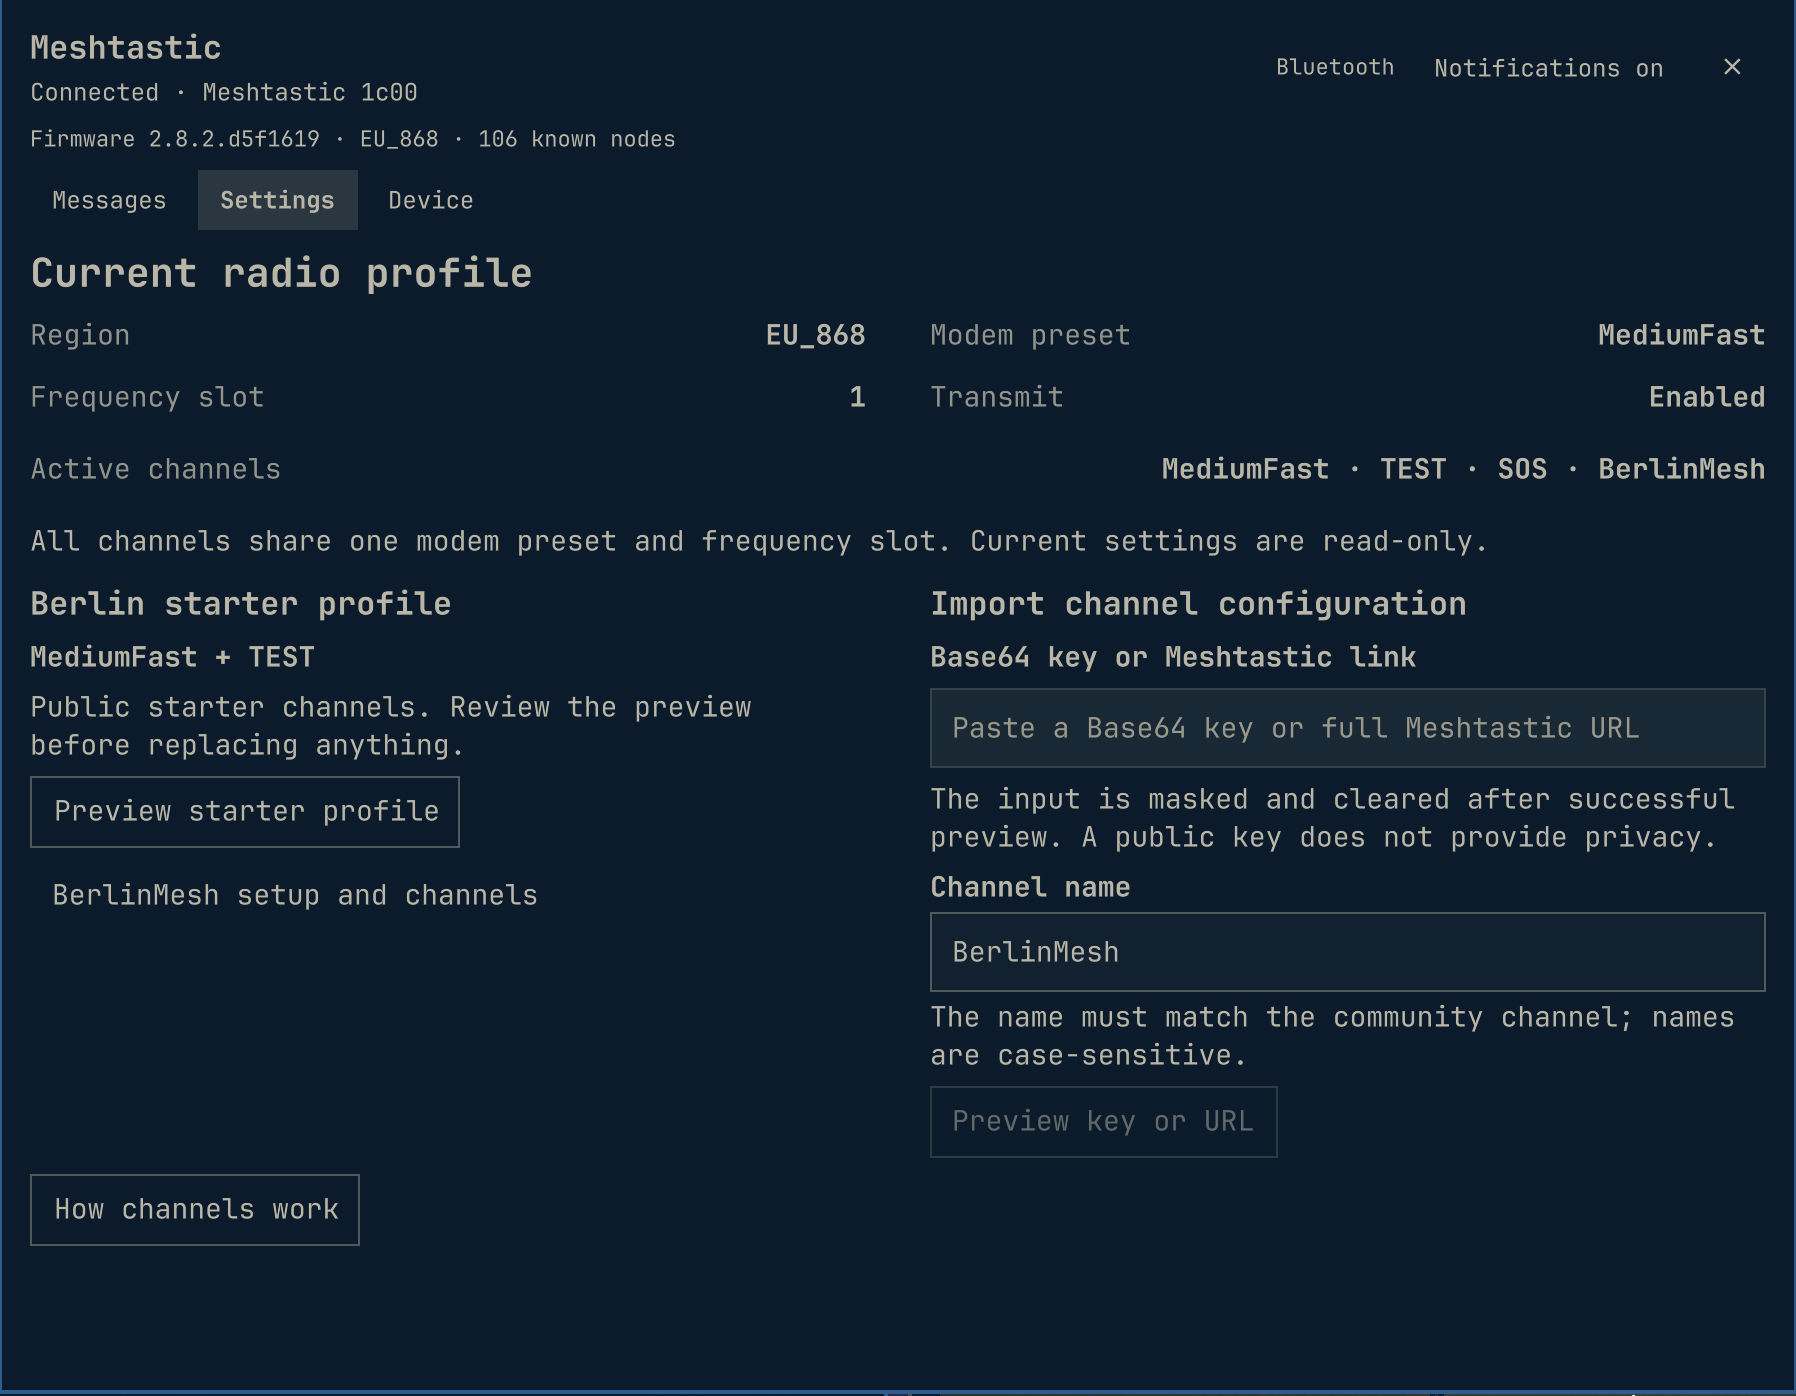 Meshtastic
Connected · Meshtastic 1c00
Bluetooth
Notifications on
×
Firmware 2.8.2.d5f1619 · EU_868 · 106 known nodes
Messages
Settings
Device
Current radio profile
Region
EU_868
Modem preset
MediumFast
Frequency slot
1
Transmit
Enabled
Active channels
MediumFast · TEST · SOS · BerlinMesh
All channels share one modem preset and frequency slot. Current settings are read-only.
Berlin starter profile
MediumFast + TEST
Public starter channels. Review the preview
before replacing anything.
Preview starter profile
BerlinMesh setup and channels
Import channel configuration
Base64 key or Meshtastic link
Paste a Base64 key or full Meshtastic URL
The input is masked and cleared after successful
preview. A public key does not provide privacy.
Channel name
BerlinMesh
The name must match the community channel; names
are case-sensitive.
Preview key or URL
How channels work